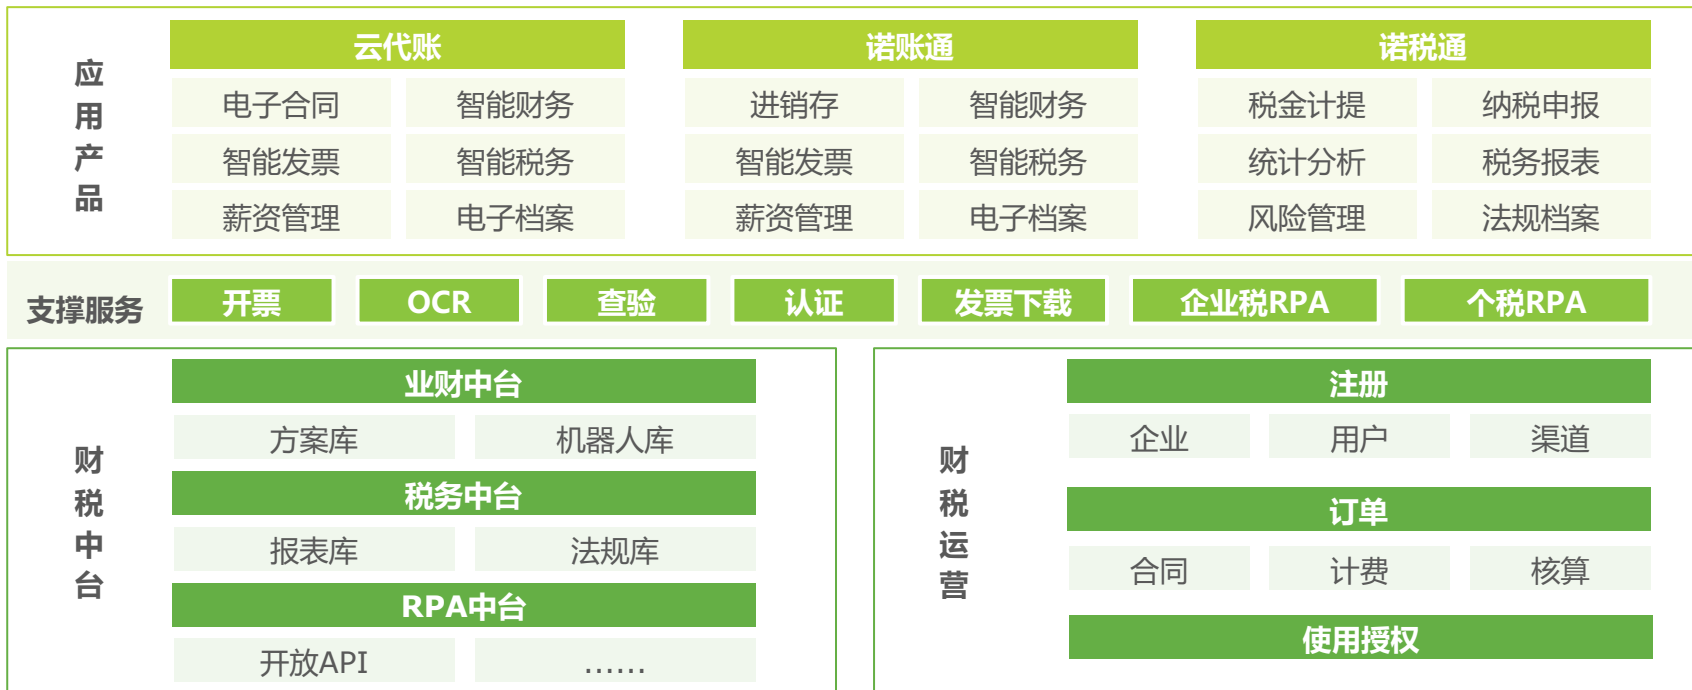 应用产品
云代账
诺账通
诺税通
电子合同 智能财务 进销存 智能财务 税金计提 纳税申报
智能发票 智能税务 智能发票 智能税务 统计分析 税务报表
薪资管理 电子档案 薪资管理 电子档案 风险管理 法规档案
支撑服务 开票 OCR 查验 认证 发票下载 企业税RPA 个税RPA
财税中台
业财中台
方案库 机器人库
税务中台
报表库 法规库
RPA中台
开放API ......
财税运营
注册
企业 用户 渠道
订单
合同 计费 核算
使用授权